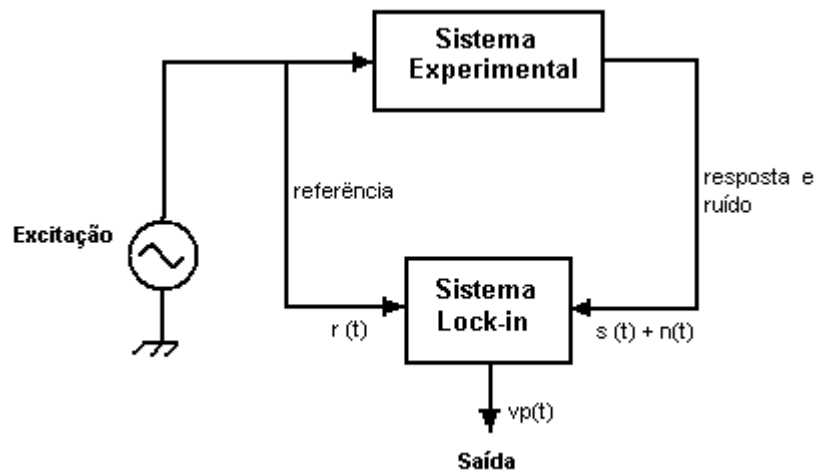 Sistema
Experimental
referência
resposta e
ruído
Excitação
Sistema
Lock-in
r (t)
s (t) + n(t)
vp(t)
Saída